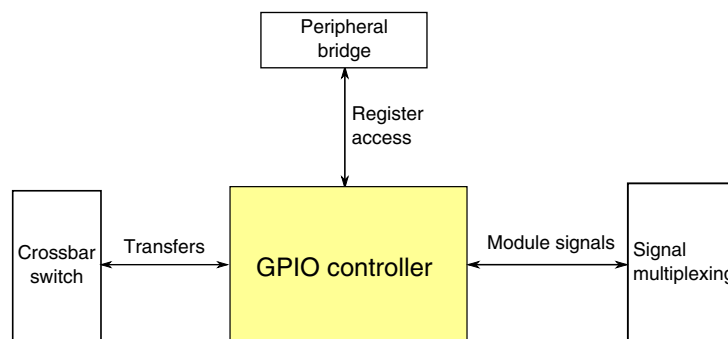 Peripheral
bridge
Register
access
Crossbar
switch
Transfers
GPIO controller
Module signals
Signal
multiplexing